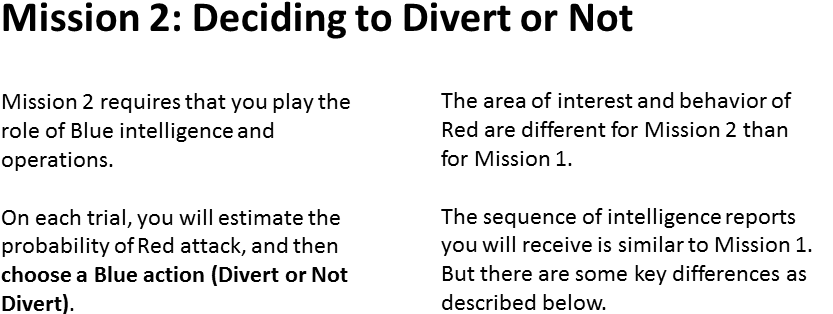 Mission 2: Deciding to Divert or Not
Mission 2 requires that you play the
role of Blue intelligence and
operations.
On each trial, you will estimate the
probability of Red attack, and then
choose a Blue action (Divert or Not
Divert).
The area of interest and behavior of
Red are different for Mission 2 than
for Mission 1.
The sequence of intelligence reports
you will receive is similar to Mission 1.
But there are some key differences as
described below.